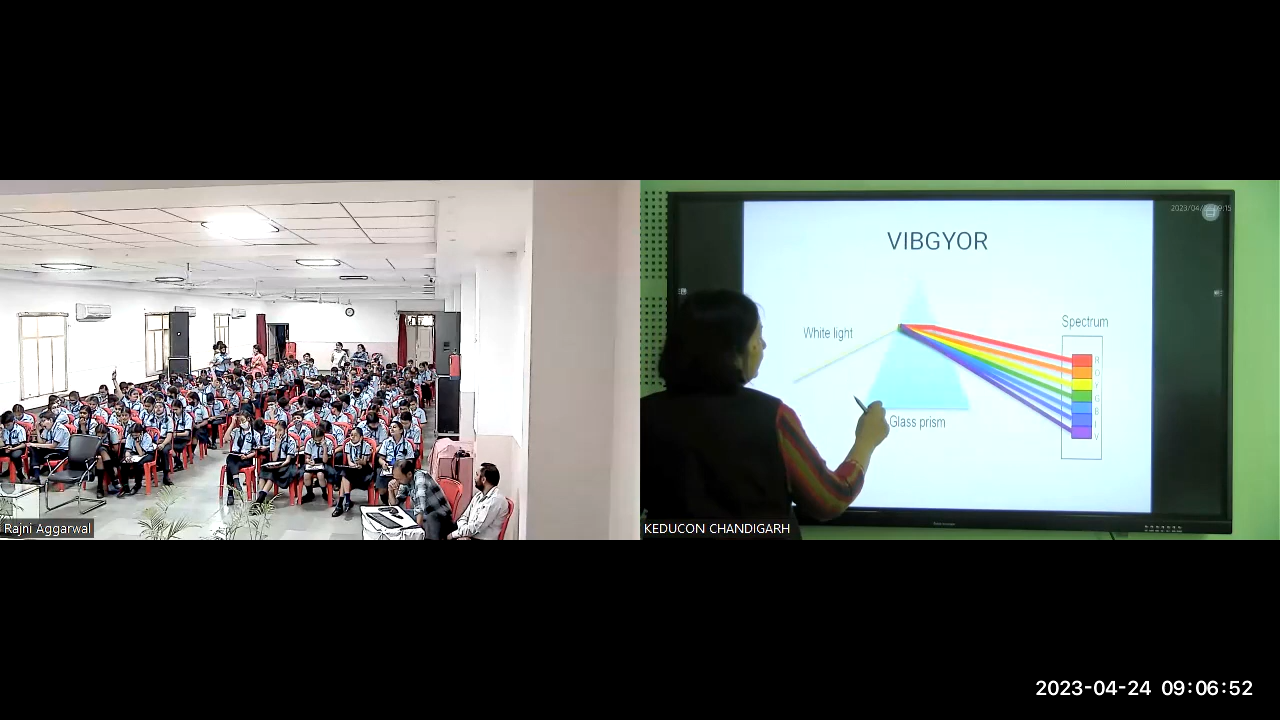 VIBGYOR
White light
Spectrum
R
O
Y
G
B
I
V
Glass prism
Rajni Aggarwal
KEDUCON CHANDIGARH
2023-04-24 09:06:52